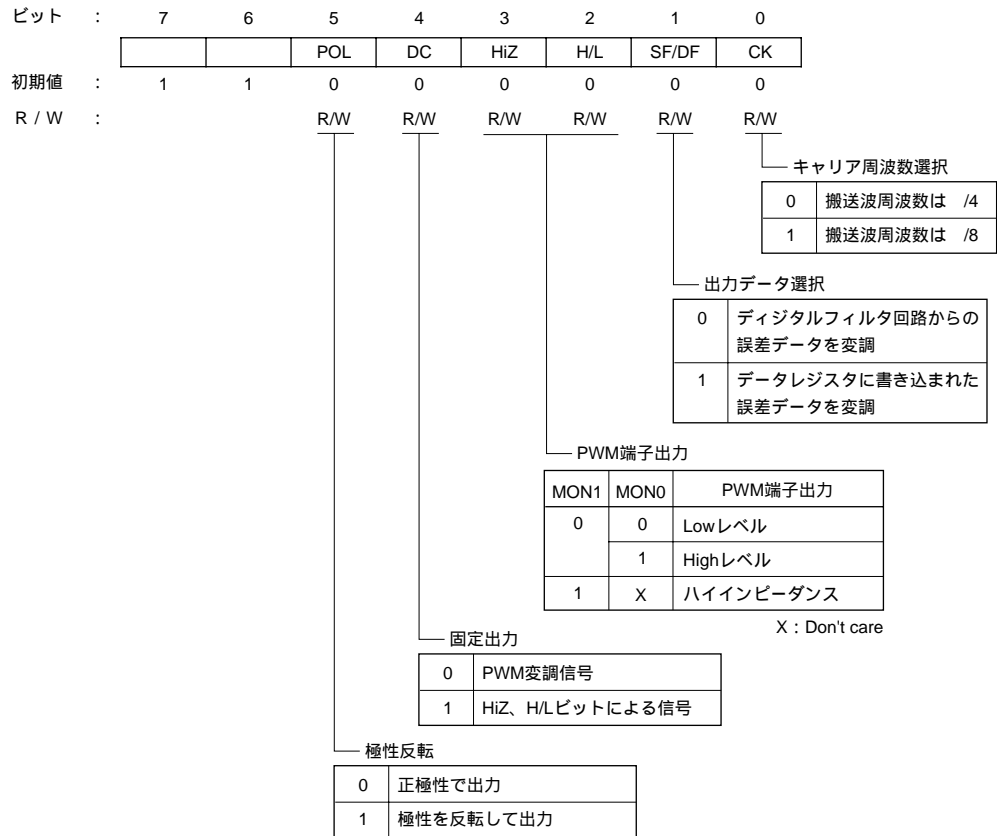 ビット : 7 6 5 4 3 2 1 0
POL DC HiZ H/L SF/DF CK
初期値 : 1 1 0 0 0 0 0 0
R / W : R/W R/W R/W R/W R/W R/W
キャリア周波数選択
0 搬送波周波数は /4
1 搬送波周波数は /8
出力データ選択
0 ディジタルフィルタ回路からの
誤差データを変調
1 データレジスタに書き込まれた
誤差データを変調
PWM端子出力
MON1 MON0 PWM端子出力
0 0 Lowレベル
1 Highレベル
1 X ハイインピーダンス
X : Don't care
固定出力
0 PWM変調信号
1 HiZ、H/Lビットによる信号
極性反転
0 正極性で出力
1 極性を反転して出力